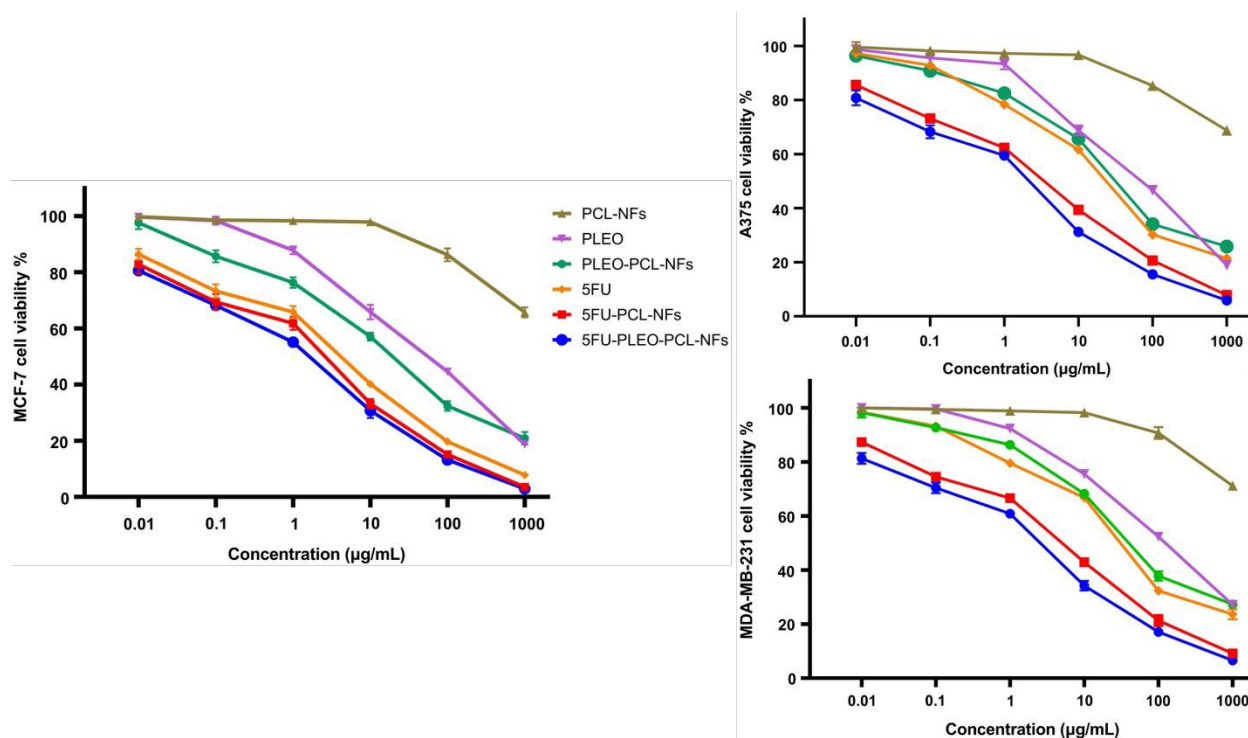 MCF-7 cell viability %
100
80
60
40
20
0
0.01 0.1 1 10 100 1000
Concentration (µg/mL)
PCL-NFs
PLEO
PLEO-PCL-NFs
5FU
5FU-PCL-NFs
5FU-PLEO-PCL-NFs
A375 cell viability %
100
80
60
40
20
0
0.01 0.1 1 10 100 1000
Concentration (µg/mL)
MDA-MB-231 cell viability %
100
80
60
40
20
0
0.01 0.1 1 10 100 1000
Concentration (µg/mL)